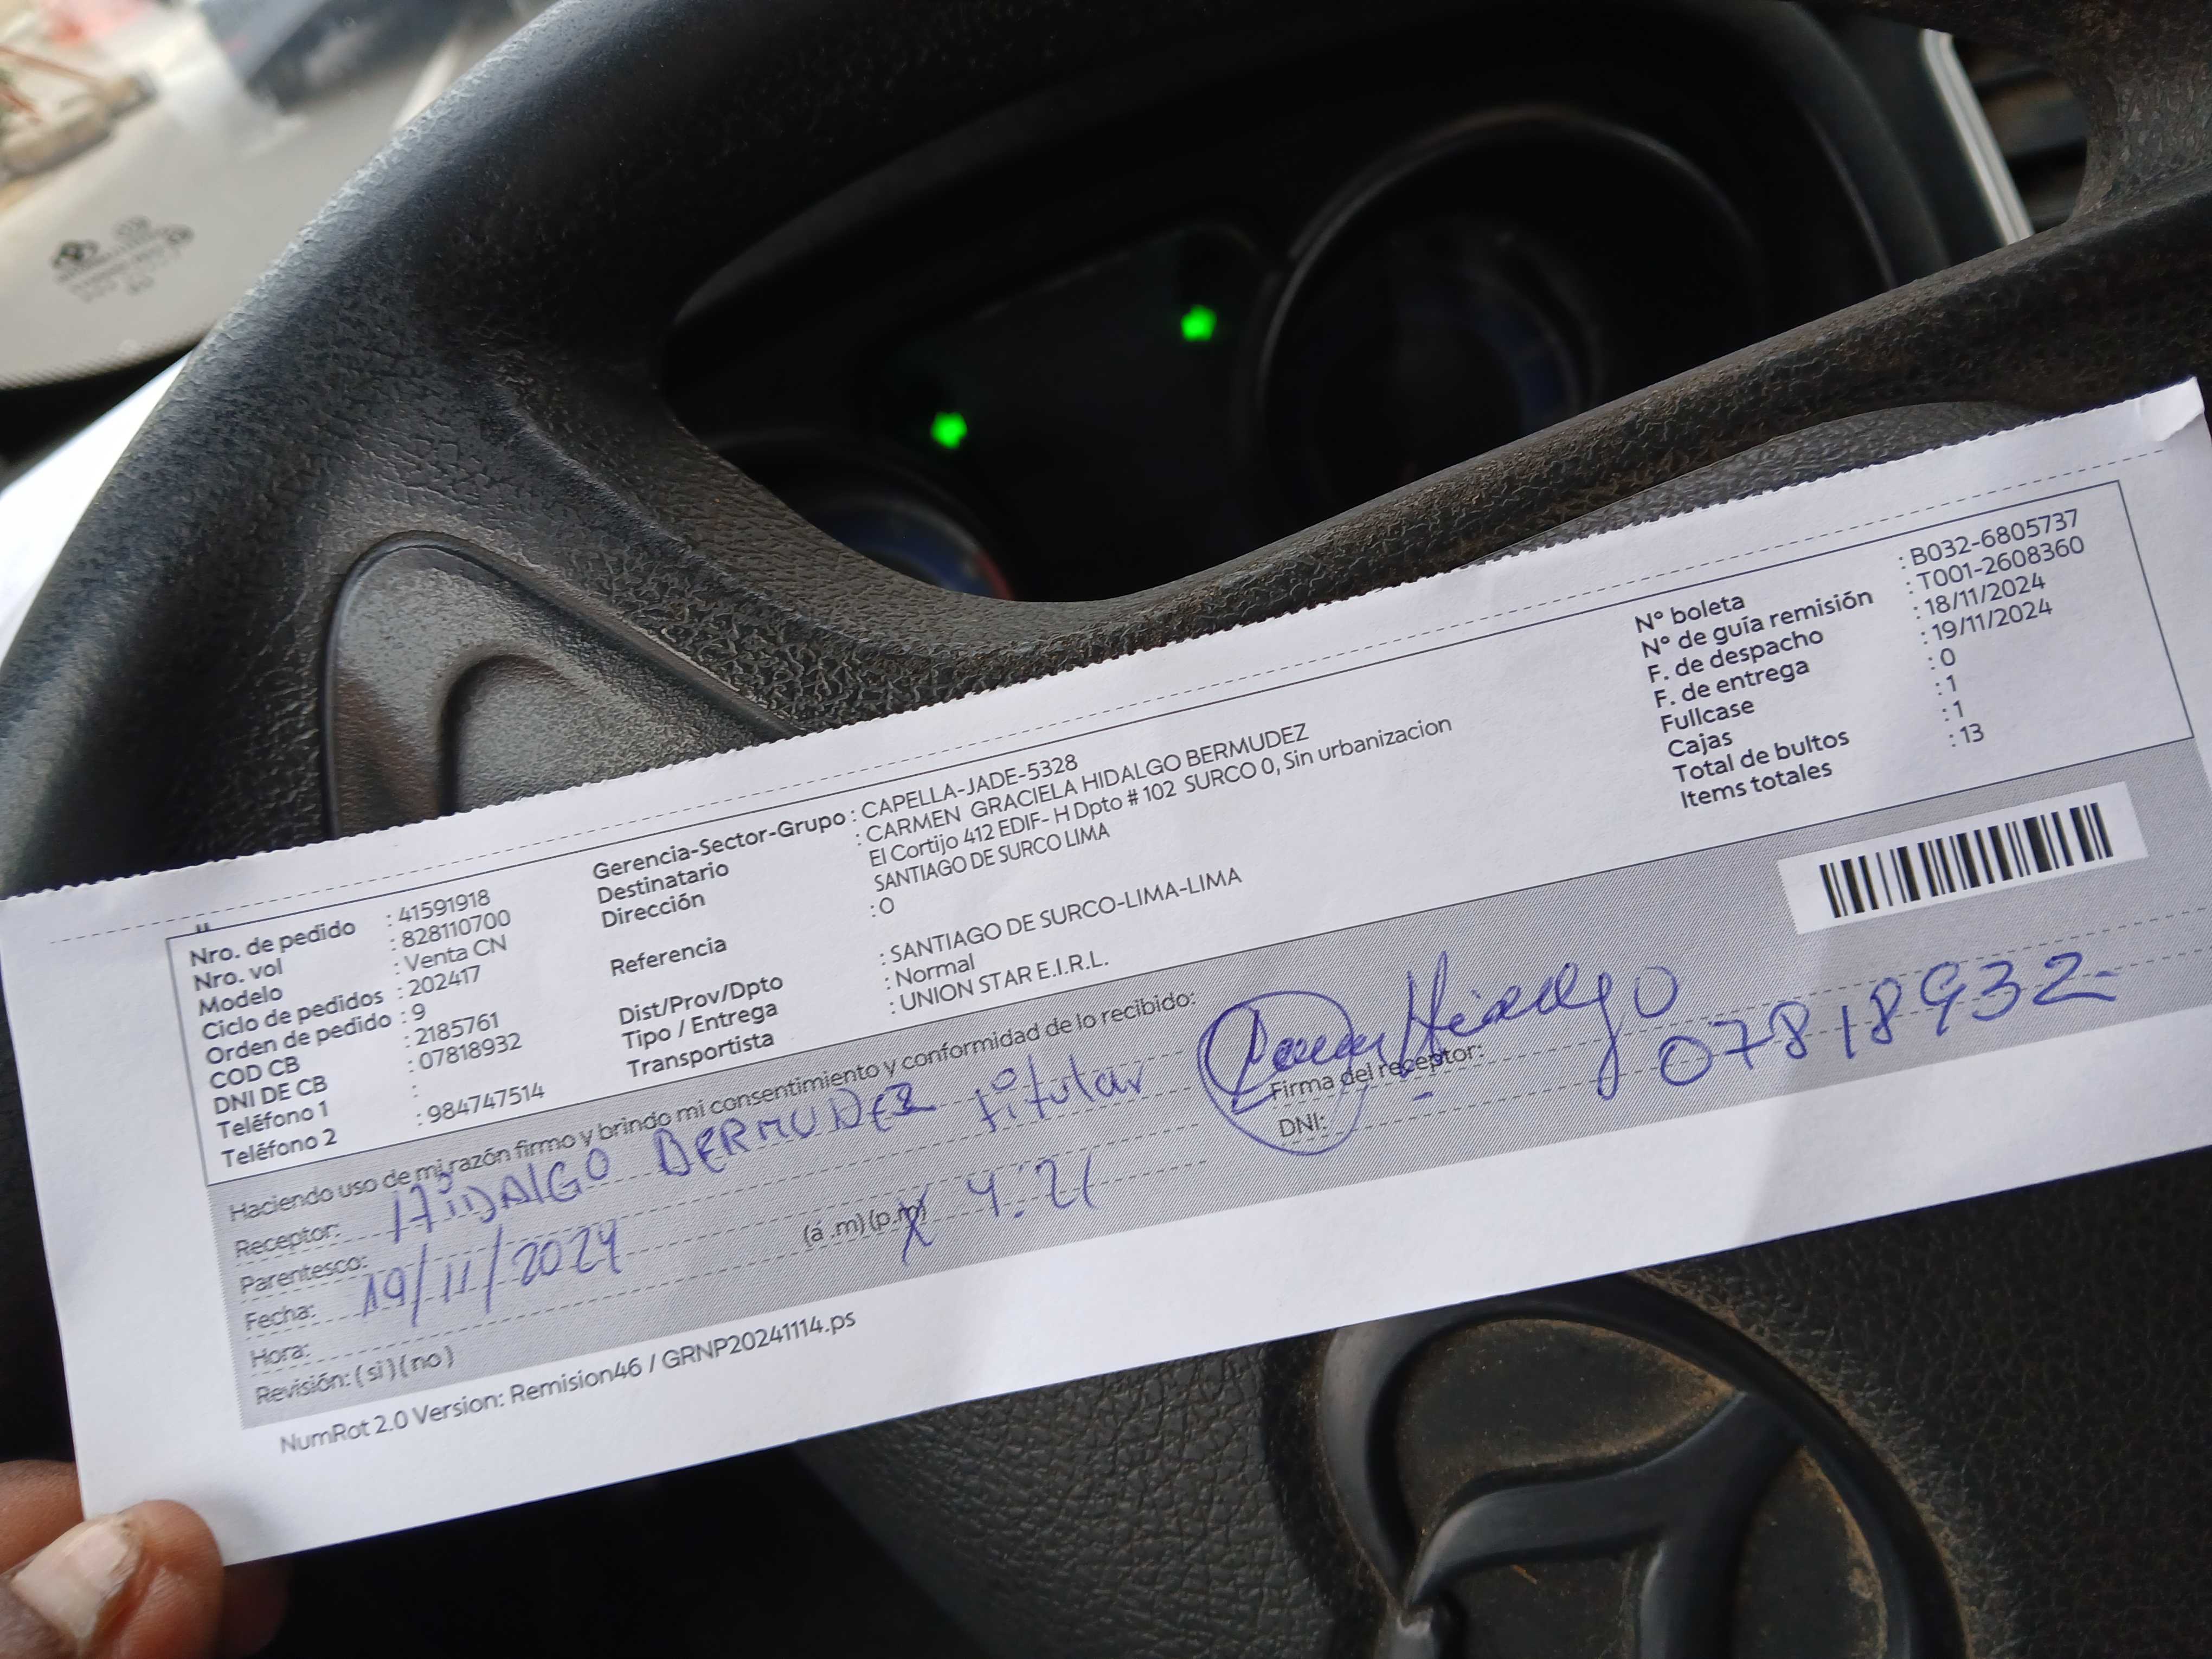 Nro. de pedido : 41591918
Nro. vol : 828110700
Modelo : Venta CN
Ciclo de pedidos : 202417
Orden de pedido : 9
COD CB : 2185761
DNI DE CB : 07818932
Teléfono 1 :
Teléfono 2 : 984747514
Gerencia-Sector-Grupo : CAPELLA-JADE-5328
Destinatario : CARMEN GRACIELA HIDALGO BERMUDEZ
Dirección El Cortijo 412 EDIF- H Dpto # 102 SURCO 0, Sin urbanizacion
SANTIAGO DE SURCO LIMA
Referencia : O
Dist/Prov/Dpto : SANTIAGO DE SURCO-LIMA-LIMA
Tipo / Entrega : Normal
Transportista : UNION STAR E.I.R.L.
N° boleta : B032-6805737
N° de guía remisión : T001-2608360
F. de despacho : 18/11/2024
F. de entrega : 19/11/2024
Fullcase : 0
Cajas : 1
Total de bultos : 1
Items totales : 13
Haciendo uso de mi razón firmo y brindo mi consentimiento y conformidad de lo recibido:
Receptor: HIDALGO BERMUDEZ titular
Parentesco:
Fecha: 19/11/2024
Hora: (a .m) (p.m) X 4:21
Revisión: ( si ) ( no )
Hidalgo
Firma del receptor:
DNI: - 07818932
NumRot 2.0 Version: Remision46 / GRNP20241114.ps